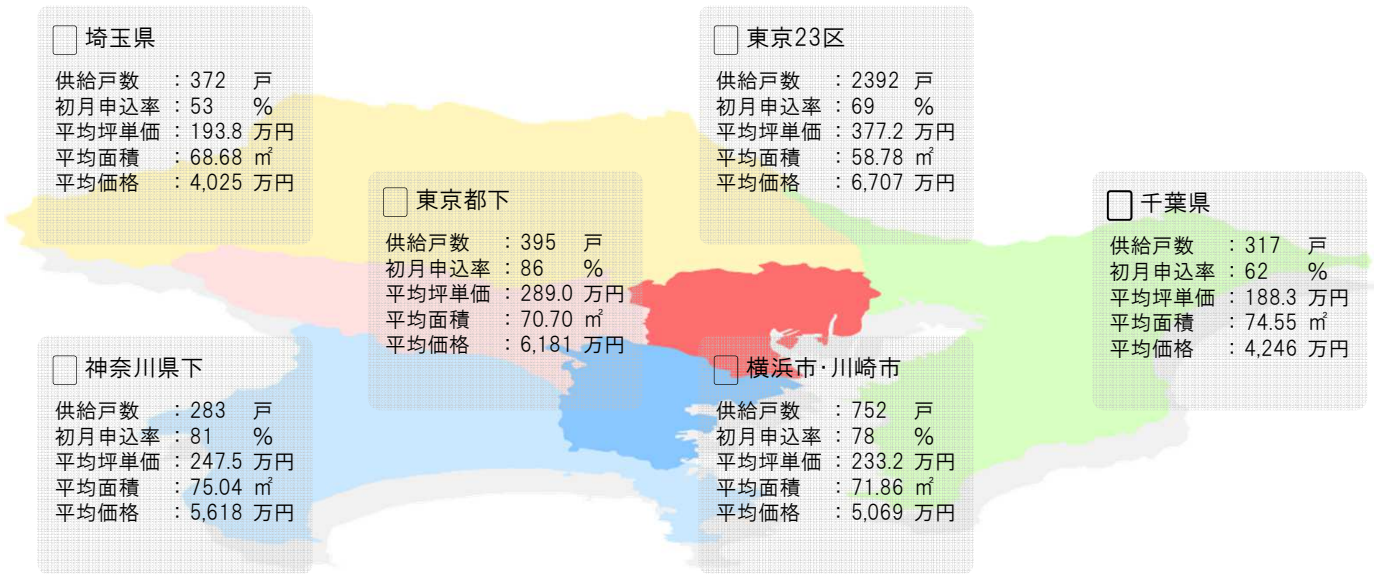 埼玉県
供給戸数 : 372 戸
初月申込率 : 53 %
平均坪単価 : 193.8 万円
平均面積 : 68.68 ㎡
平均価格 : 4,025 万円
東京23区
供給戸数 : 2392 戸
初月申込率 : 69 %
平均坪単価 : 377.2 万円
平均面積 : 58.78 ㎡
平均価格 : 6,707 万円
東京都下
供給戸数 : 395 戸
初月申込率 : 86 %
平均坪単価 : 289.0 万円
平均面積 : 70.70 ㎡
平均価格 : 6,181 万円
千葉県
供給戸数 : 317 戸
初月申込率 : 62 %
平均坪単価 : 188.3 万円
平均面積 : 74.55 ㎡
平均価格 : 4,246 万円
神奈川県下
供給戸数 : 283 戸
初月申込率 : 81 %
平均坪単価 : 247.5 万円
平均面積 : 75.04 ㎡
平均価格 : 5,618 万円
横浜市･川崎市
供給戸数 : 752 戸
初月申込率 : 78 %
平均坪単価 : 233.2 万円
平均面積 : 71.86 ㎡
平均価格 : 5,069 万円